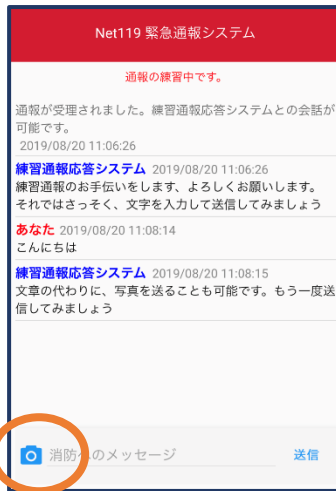 Net119 緊急通報システム
通報の練習中です。
通報が受理されました。練習通報応答システムとの会話が
可能です。
2019/08/20 11:06:26
練習通報応答システム 2019/08/20 11:06:26
練習通報のお手伝いをします、よろしくお願いします。
それではさっそく、文字を入力して送信してみましょう
あなた 2019/08/20 11:08:14
こんにちは
練習通報応答システム 2019/08/20 11:08:15
文章の代わりに、写真を送ることも可能です。もう一度送
信してみましょう
消防へのメッセージ 送信